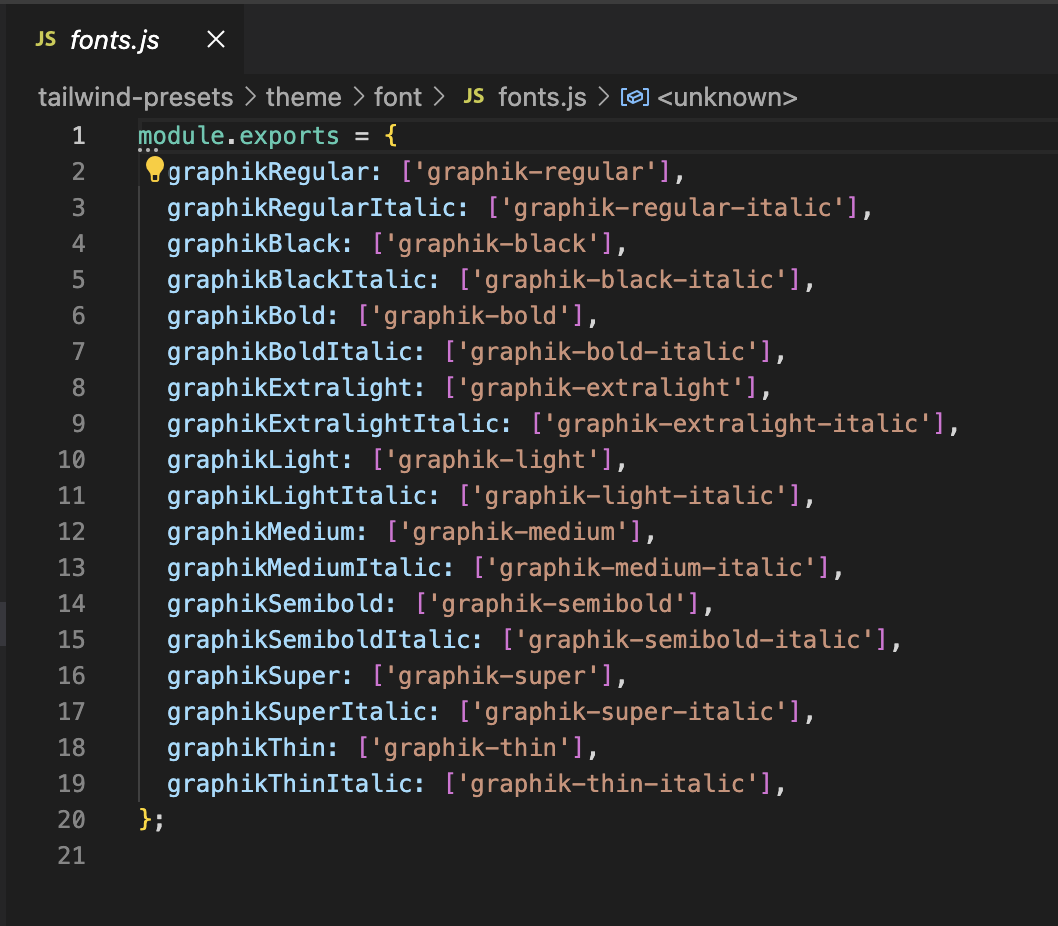 JS fonts.js
tailwind-presets > theme > font > JS fonts.js > <unknown>
1 module.exports = {
2 graphikRegular: ['graphik-regular'],
3 graphikRegularItalic: ['graphik-regular-italic'],
4 graphikBlack: ['graphik-black'],
5 graphikBlackItalic: ['graphik-black-italic'],
6 graphikBold: ['graphik-bold'],
7 graphikBoldItalic: ['graphik-bold-italic'],
8 graphikExtralight: ['graphik-extralight'],
9 graphikExtralightItalic: ['graphik-extralight-italic'],
10 graphikLight: ['graphik-light'],
11 graphikLightItalic: ['graphik-light-italic'],
12 graphikMedium: ['graphik-medium'],
13 graphikMediumItalic: ['graphik-medium-italic'],
14 graphikSemibold: ['graphik-semibold'],
15 graphikSemiboldItalic: ['graphik-semibold-italic'],
16 graphikSuper: ['graphik-super'],
17 graphikSuperItalic: ['graphik-super-italic'],
18 graphikThin: ['graphik-thin'],
19 graphikThinItalic: ['graphik-thin-italic'],
20 };
21